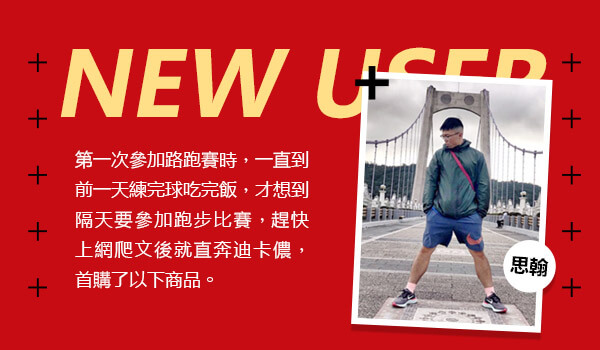 NEW USER
第一次參加路跑賽時，一直到
前一天練完球吃完飯，才想到
隔天要參加跑步比賽，趕快
上網爬文後就直奔迪卡儂，
首購了以下商品。
思翰